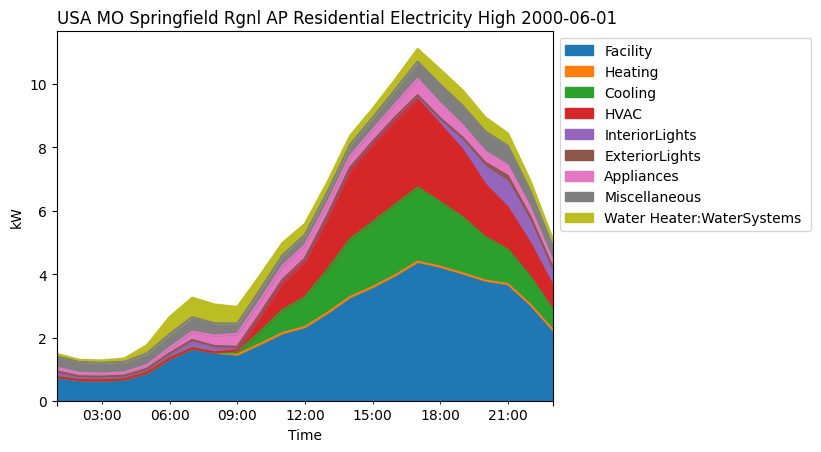 USA MO Springfield Rgnl AP Residential Electricity High 2000-06-01
kW
10
8
6
4
2
0
03:00 06:00 09:00 12:00 15:00 18:00 21:00
Time
Facility
Heating
Cooling
HVAC
InteriorLights
ExteriorLights
Appliances
Miscellaneous
Water Heater:WaterSystems